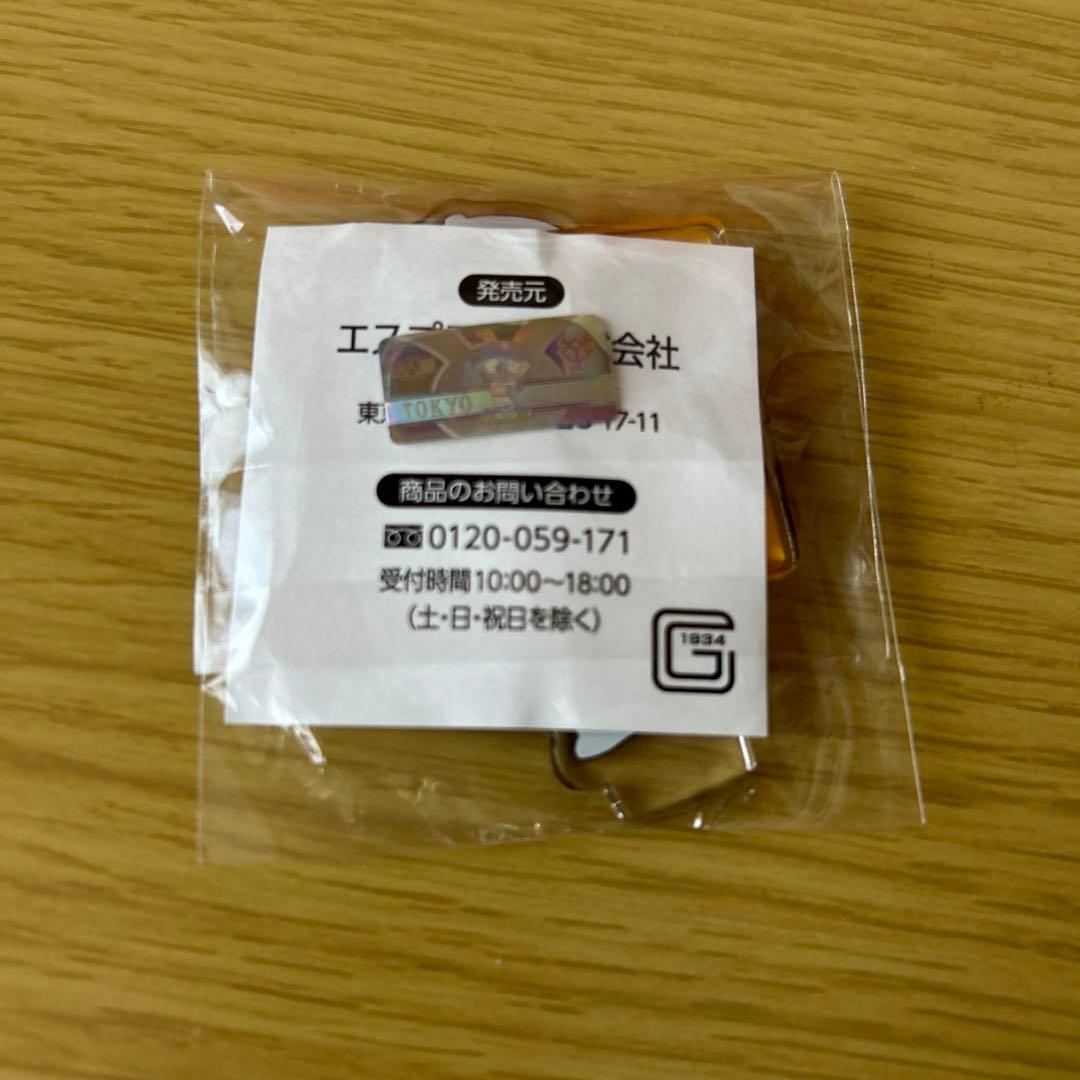 発売元
エスプ 会社
TOKYO
東 17-11
商品のお問い合わせ
0120-059-171
受付時間10:00〜18:00
(土・日・祝日を除く)
1934
G